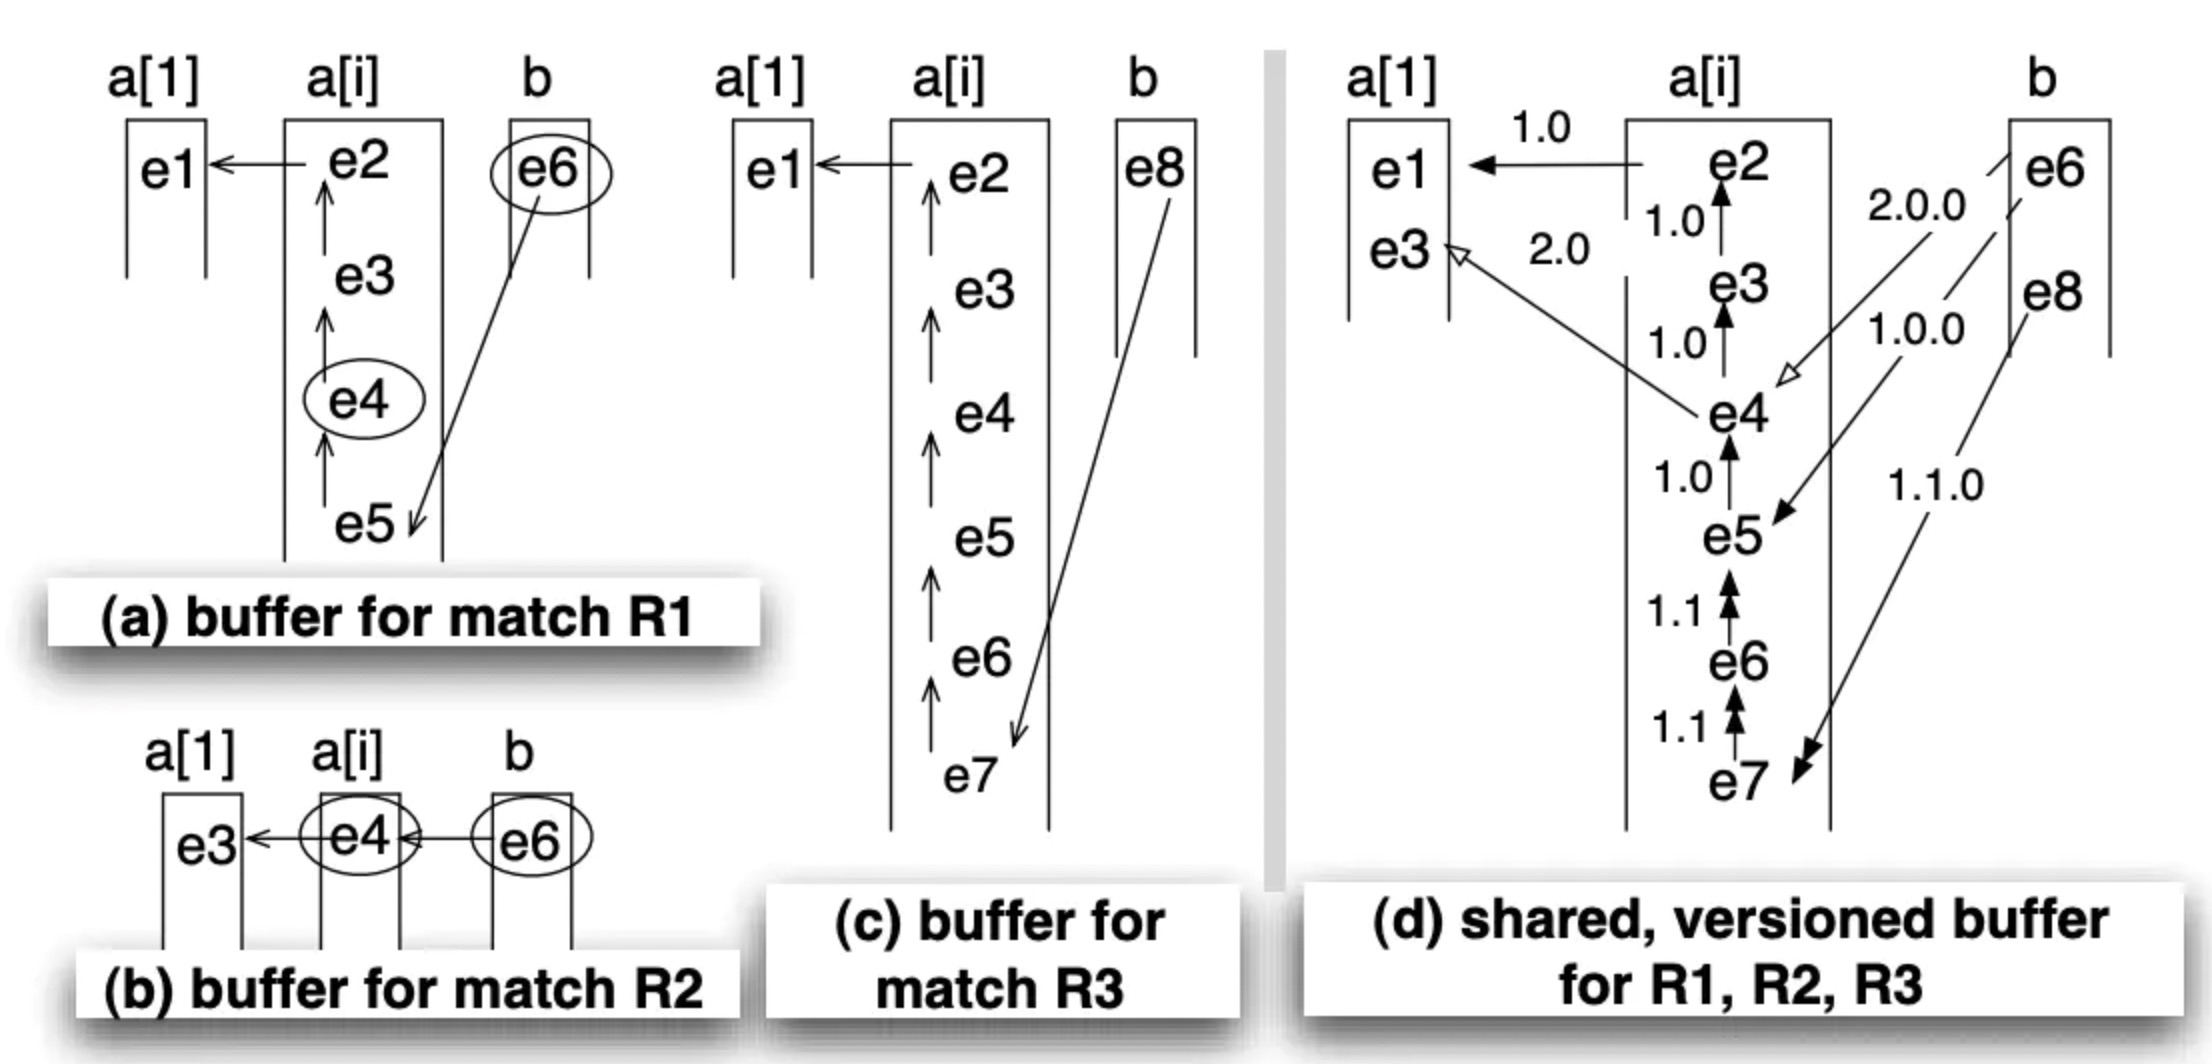 a[1] a[i] b
e1 e2 e6
e3
e4
e5
(a) buffer for match R1
a[1] a[i] b
e3 e4 e6
(b) buffer for match R2
a[1] a[i] b
e1 e2 e8
e3
e4
e5
e6
e7
(c) buffer for
match R3
a[1] a[i] b
1.0
e1 e2 e6
2.0.0
1.0
e3 2.0
e3 e8
1.0 1.0.0
e4
1.0 1.1.0
e5
1.1
e6
1.1
e7
(d) shared, versioned buffer
for R1, R2, R3